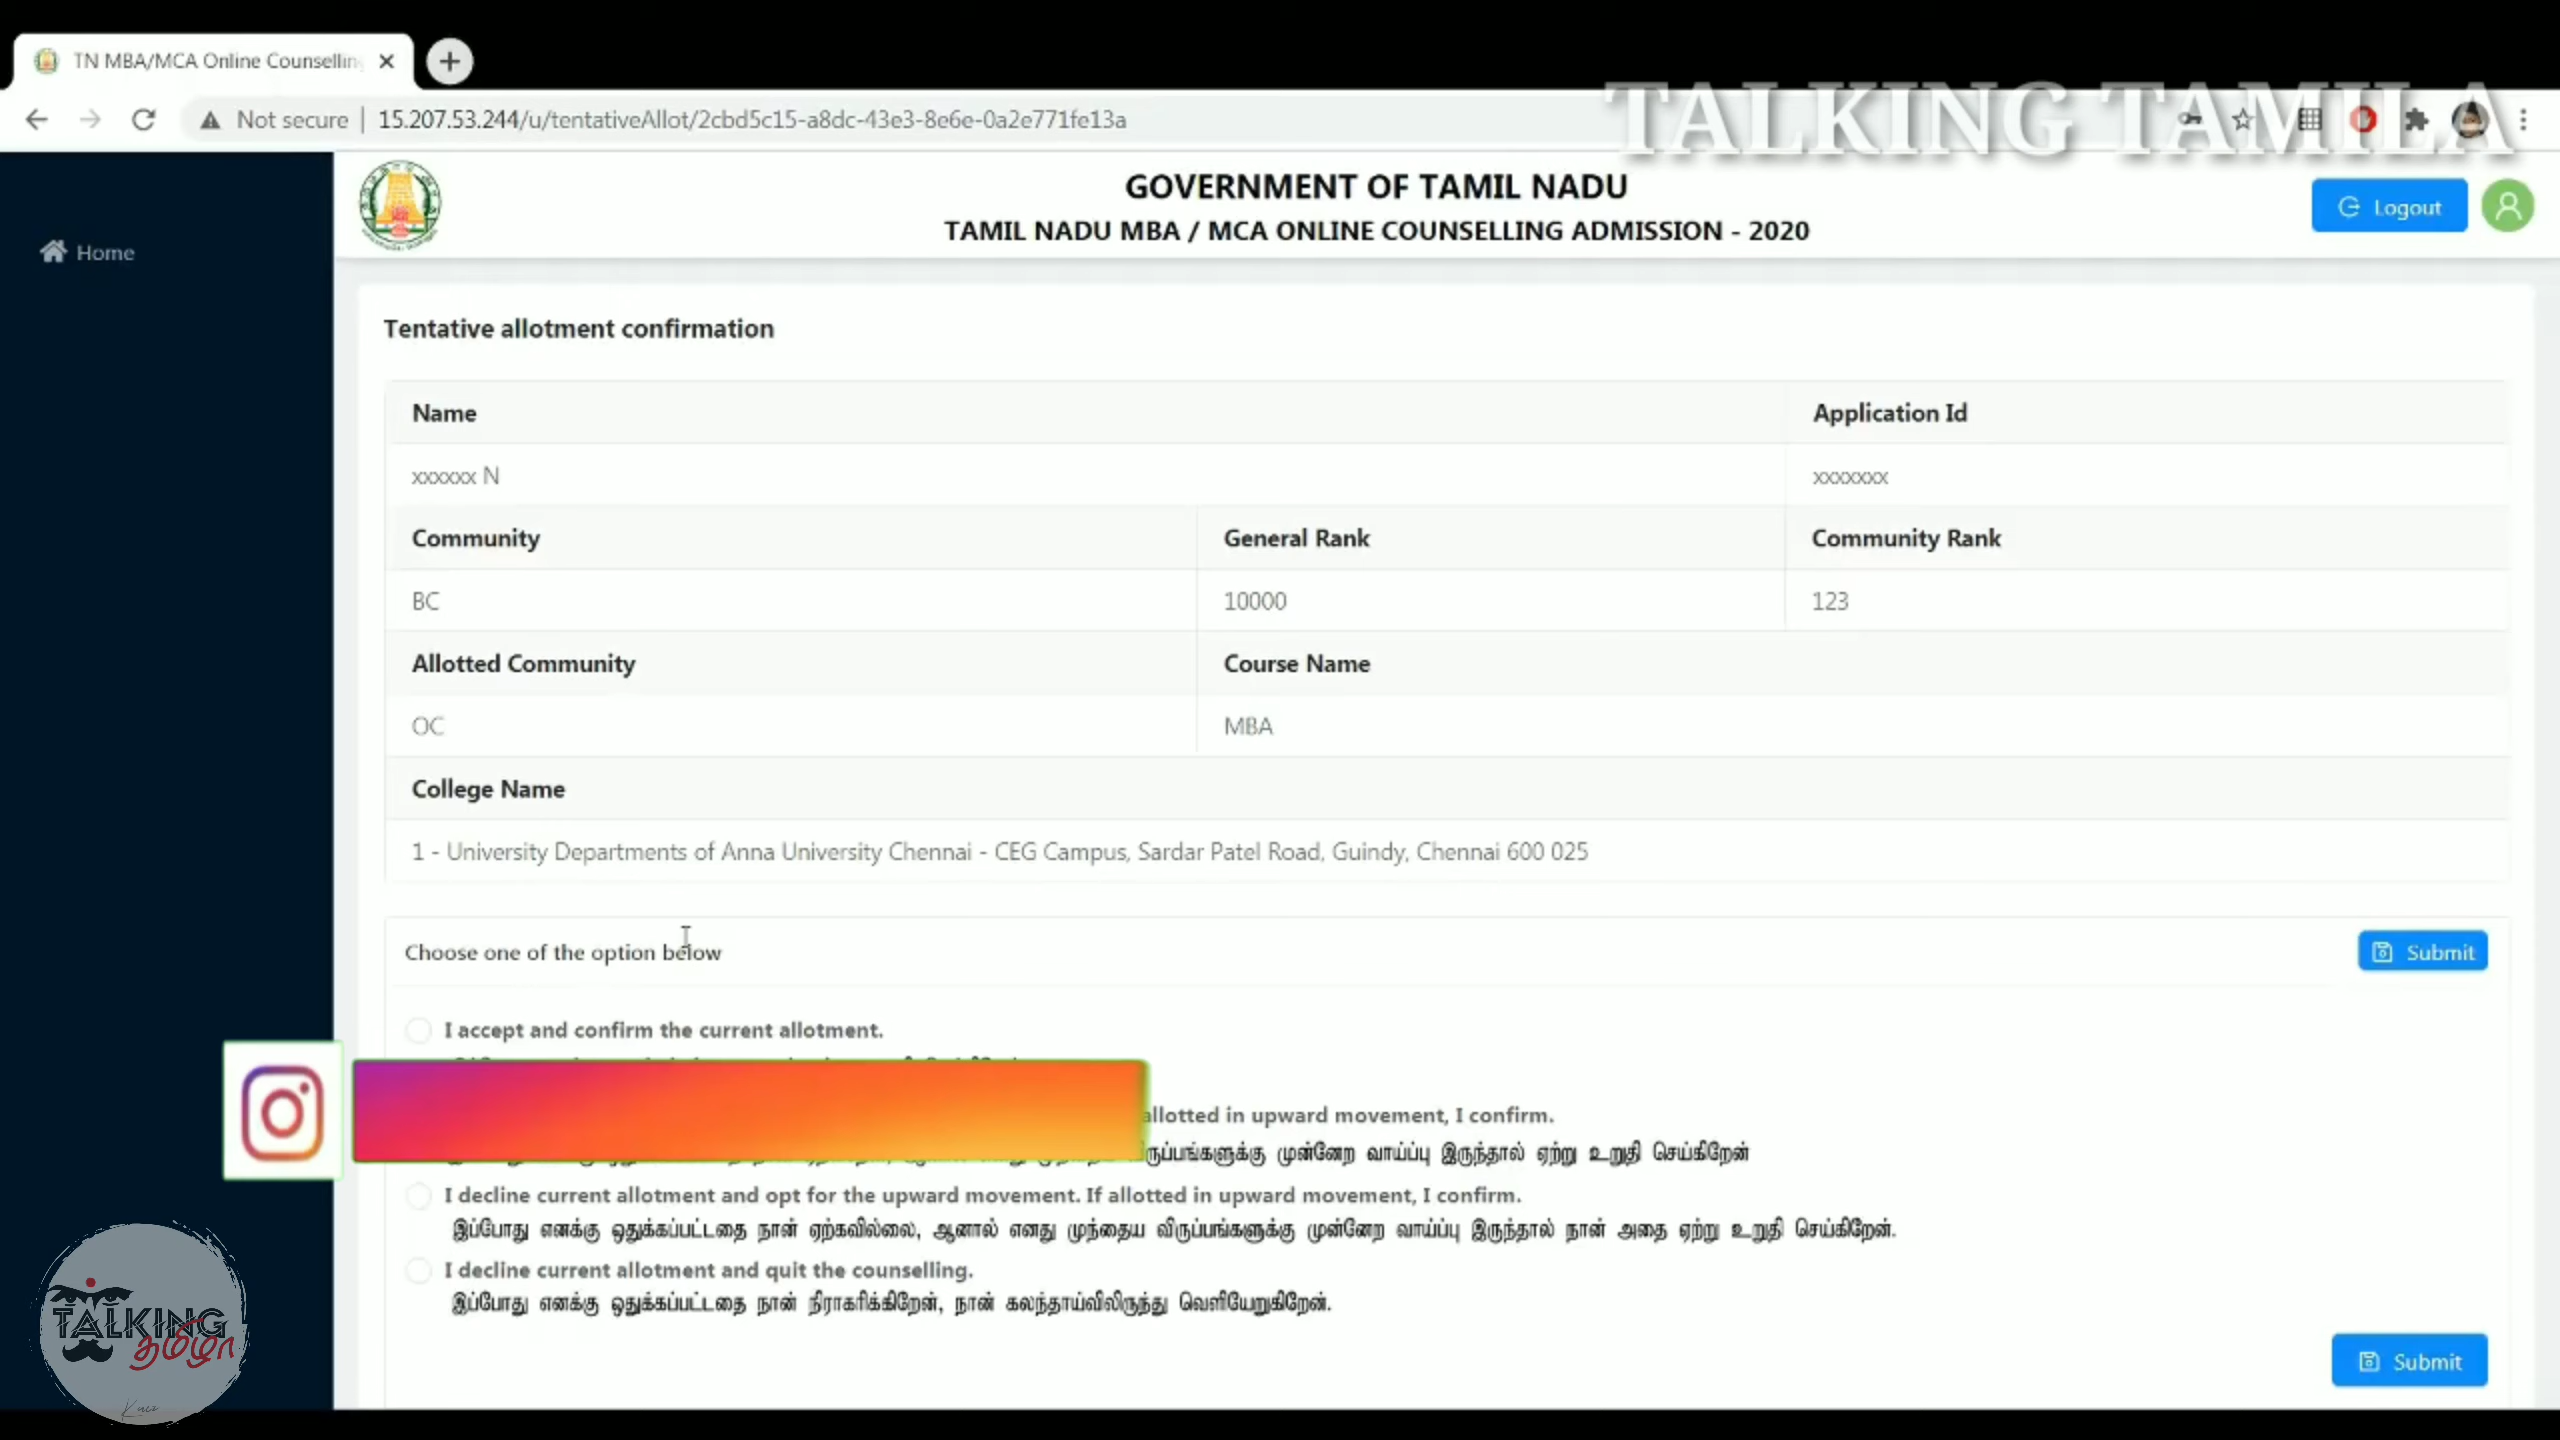 TN MBA/MCA Online Counselling
TALKING TAMILA
Not secure | 15.207.53.244/u/tentativeAllot/2cbd5c15-a8dc-43e3-8e6e-0a2e771fe13a
GOVERNMENT OF TAMIL NADU
TAMIL NADU MBA / MCA ONLINE COUNSELLING ADMISSION - 2020
Logout
Home
Tentative allotment confirmation
Name Application Id
xxxxxx N xxxxxxx
Community General Rank Community Rank
BC 10000 123
Allotted Community Course Name
OC MBA
College Name
1 - University Departments of Anna University Chennai - CEG Campus, Sardar Patel Road, Guindy, Chennai 600 025
Choose one of the option below Submit
I accept and confirm the current allotment.
allotted in upward movement, I confirm.
முன்னேற வாய்ப்பு இருந்தால் ஏற்று உறுதி செய்கிறேன்
I decline current allotment and opt for the upward movement. If allotted in upward movement, I confirm.
இப்போது எனக்கு ஒதுக்கப்பட்டதை நான் ஏற்கவில்லை, ஆனால் எனது முந்தைய விருப்பங்களுக்கு முன்னேற வாய்ப்பு இருந்தால் நான் அதை ஏற்று உறுதி செய்கிறேன்.
I decline current allotment and quit the counselling.
இப்போது எனக்கு ஒதுக்கப்பட்டதை நான் நிராகரிக்கிறேன், நான் கலந்தாய்விலிருந்து வெளியேறுகிறேன்.
Submit
TALKING
தமிழா